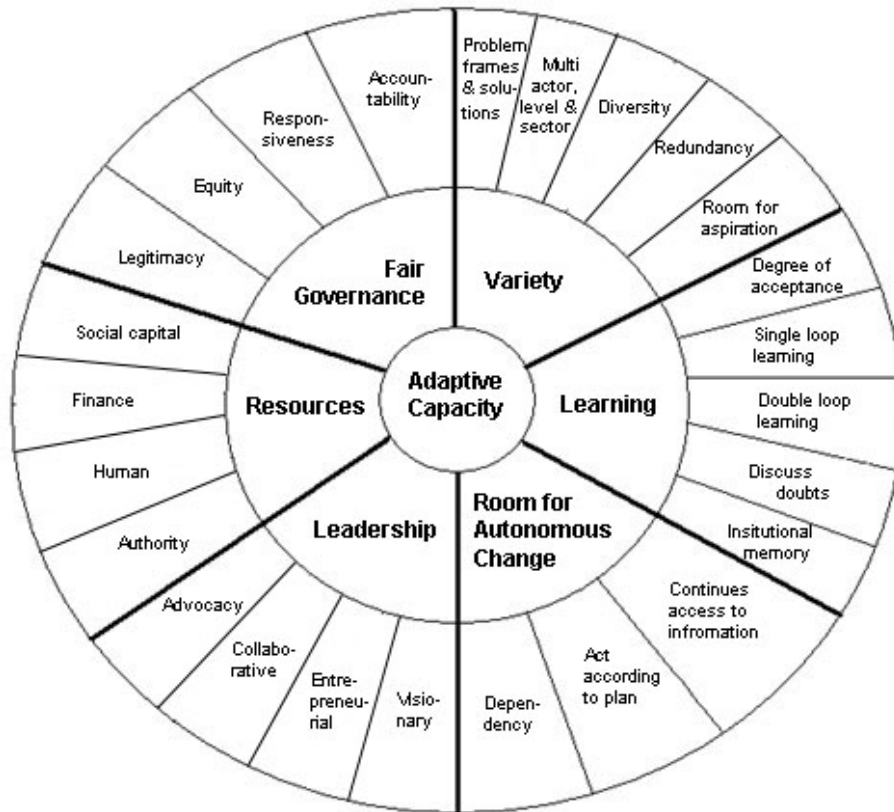 Adaptive
Capacity
Variety
Learning
Room for
Autonomous
Change
Leadership
Resources
Fair
Governance
Problem
frames
& solu-
tions
Multi
actor,
level &
sector
Diversity
Redundancy
Room for
aspiration
Degree of
acceptance
Single loop
learning
Double loop
learning
Discuss
doubts
Insitutional
memory
Continues
access to
infromation
Act
according
to plan
Depen-
dency
Visio-
nary
Entre-
preneu-
rial
Collabo-
rative
Advocacy
Authority
Human
Finance
Social capital
Legitimacy
Equity
Respon-
siveness
Accoun-
tability